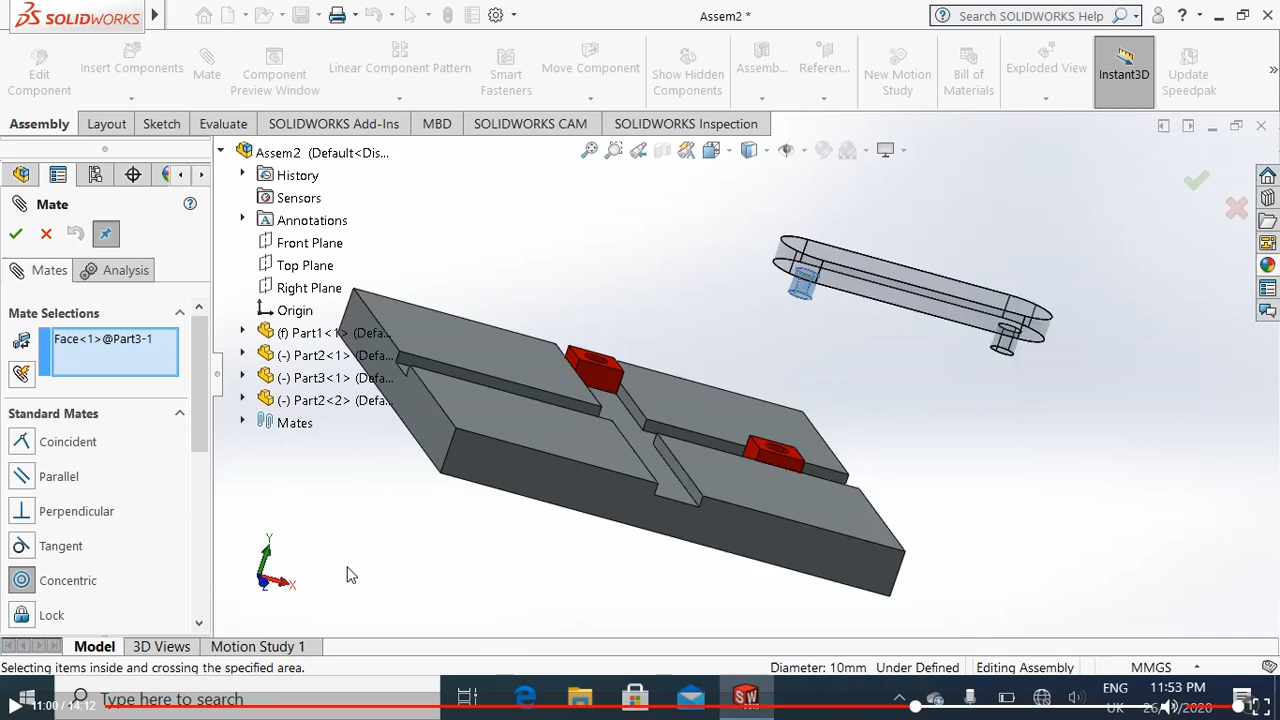 SOLIDWORKS
Assem2 *
Search SOLIDWORKS Help
?
Edit Component
Insert Components
Mate
Component Preview Window
Linear Component Pattern
Smart Fasteners
Move Component
Show Hidden Components
Assemb...
Referen...
New Motion Study
Bill of Materials
Exploded View
Instant3D
Update Speedpak
Assembly
Layout
Sketch
Evaluate
SOLIDWORKS Add-Ins
MBD
SOLIDWORKS CAM
SOLIDWORKS Inspection
Assem2 (Default<Dis...
History
Sensors
Annotations
Front Plane
Top Plane
Right Plane
Origin
(f) Part1<1> (Defa...
(-) Part2<1> (Defa...
(-) Part3<1> (Defa...
(-) Part2<2> (Defa...
Mates
Mate
Mates
Analysis
Mate Selections
Face<1>@Part3-1
Standard Mates
Coincident
Parallel
Perpendicular
Tangent
Concentric
Lock
Y
X
Z
Model
3D Views
Motion Study 1
Selecting items inside and crossing the specified area.
Diameter: 10mm
Under Defined
Editing Assembly
MMGS
Type here to search
11:00 / 14:12
ENG
UK
11:53 PM